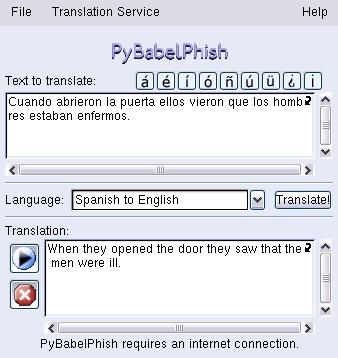 File Translation Service Help
PyBabelPhish
Text to translate: á é í ó ñ ú ü ¿ ¡
Cuando abrieron la puerta ellos vieron que los homb
res estaban enfermos.
Language: Spanish to English Translate!
Translation:
When they opened the door they saw that the
men were ill.
PyBabelPhish requires an internet connection.